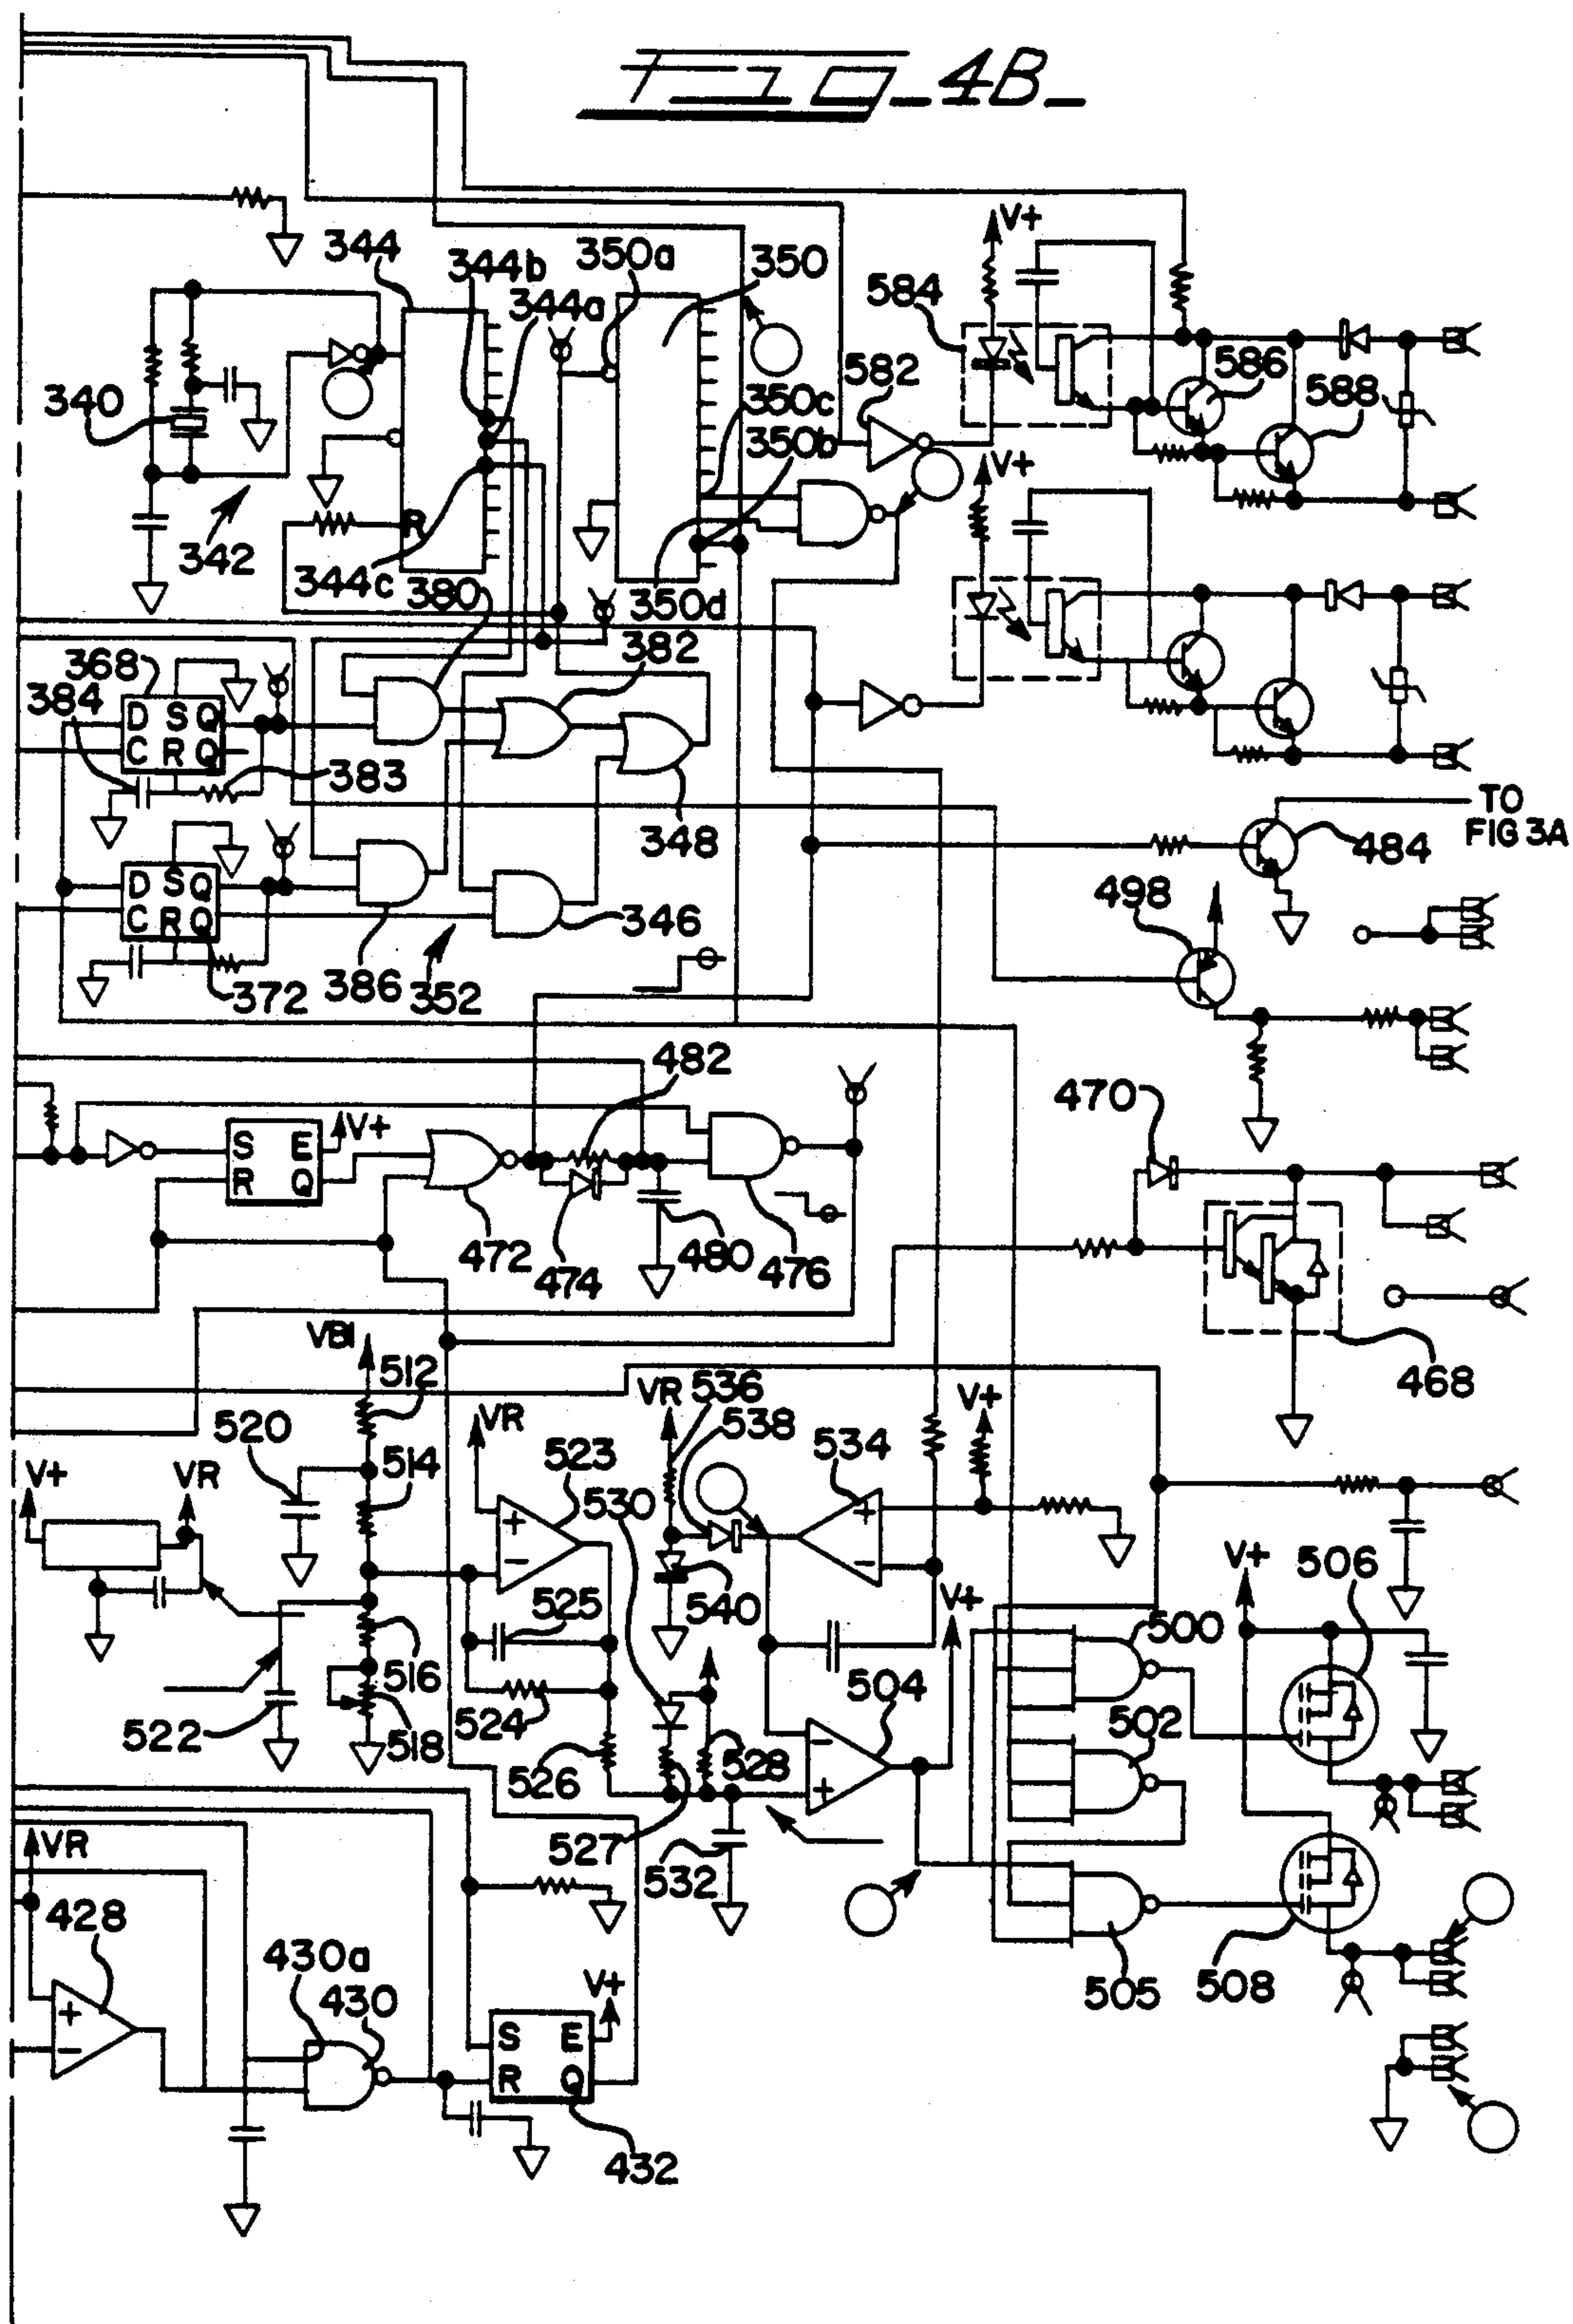 FIG_4B_
V+
344
344b
350a
350
344a
584
582
586
588
340
350c
350b
V+
R
342
344c
380
350d
382
368
384
D S Q
C R Q
383
348
TO
FIG 3A
484
498
D S Q
C R Q
346
372
386
352
482
470
V+
S E
R Q
472
474
480
476
VB1
512
468
VR
536
V+
520
VR
538
534
514
523
V+
VR
530
+
-
+
-
V+
506
540
V+
525
500
516
504
502
522
518
524
528
-
+
526
527
532
VR
428
430a
430
V+
505
508
+
-
S E
R Q
432